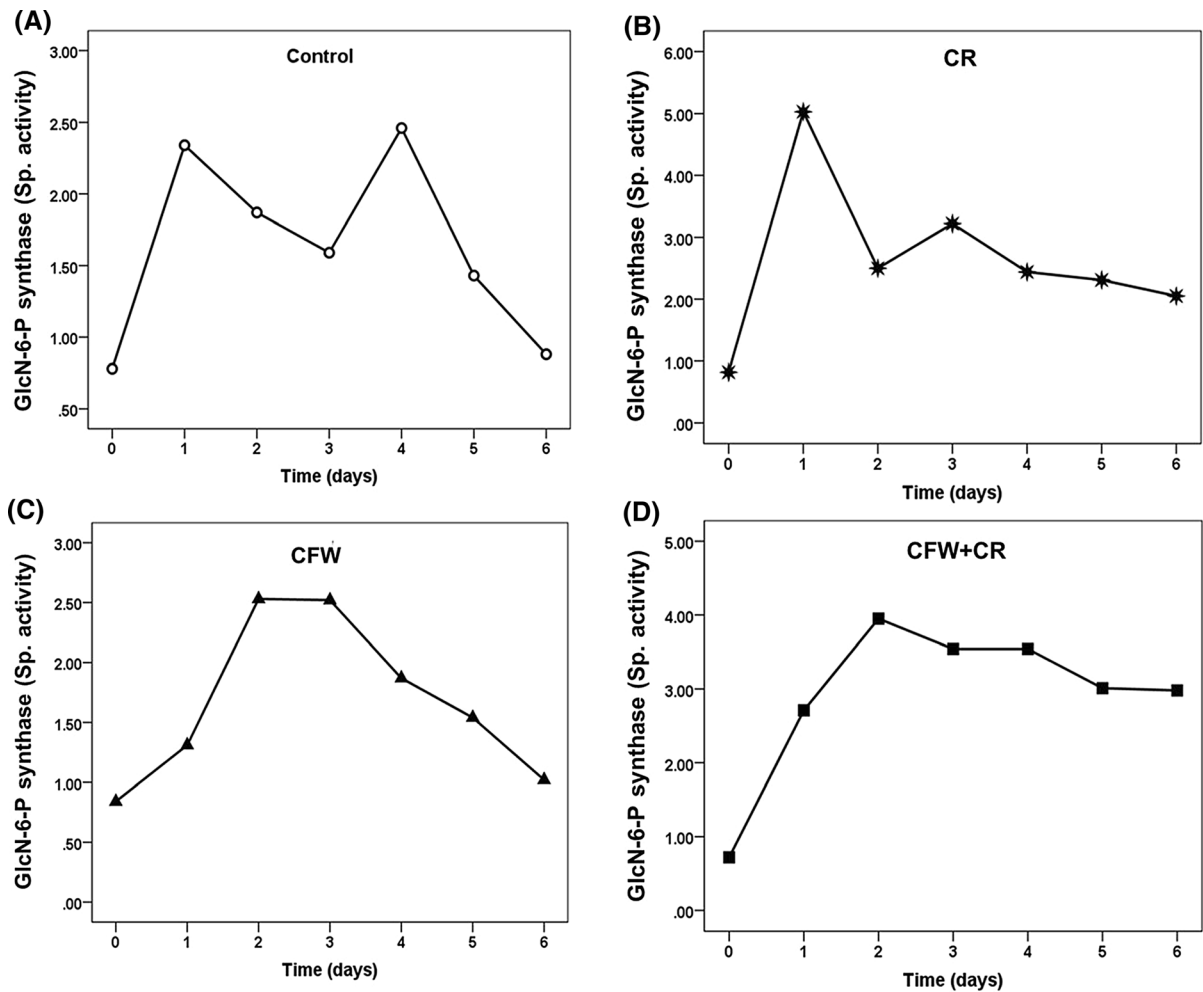 (A)
Control
GlcN-6-P synthase (Sp. activity)
3.00
2.50
2.00
1.50
1.00
.50
0 1 2 3 4 5 6
Time (days)
(B)
CR
GlcN-6-P synthase (Sp. activity)
6.00
5.00
4.00
3.00
2.00
1.00
.00
0 1 2 3 4 5 6
Time (days)
(C)
CFW
GlcN-6-P synthase (Sp. activity)
3.00
2.50
2.00
1.50
1.00
.50
.00
0 1 2 3 4 5 6
Time (days)
(D)
CFW+CR
GlcN-6-P synthase (Sp. activity)
5.00
4.00
3.00
2.00
1.00
.00
0 1 2 3 4 5 6
Time (days)